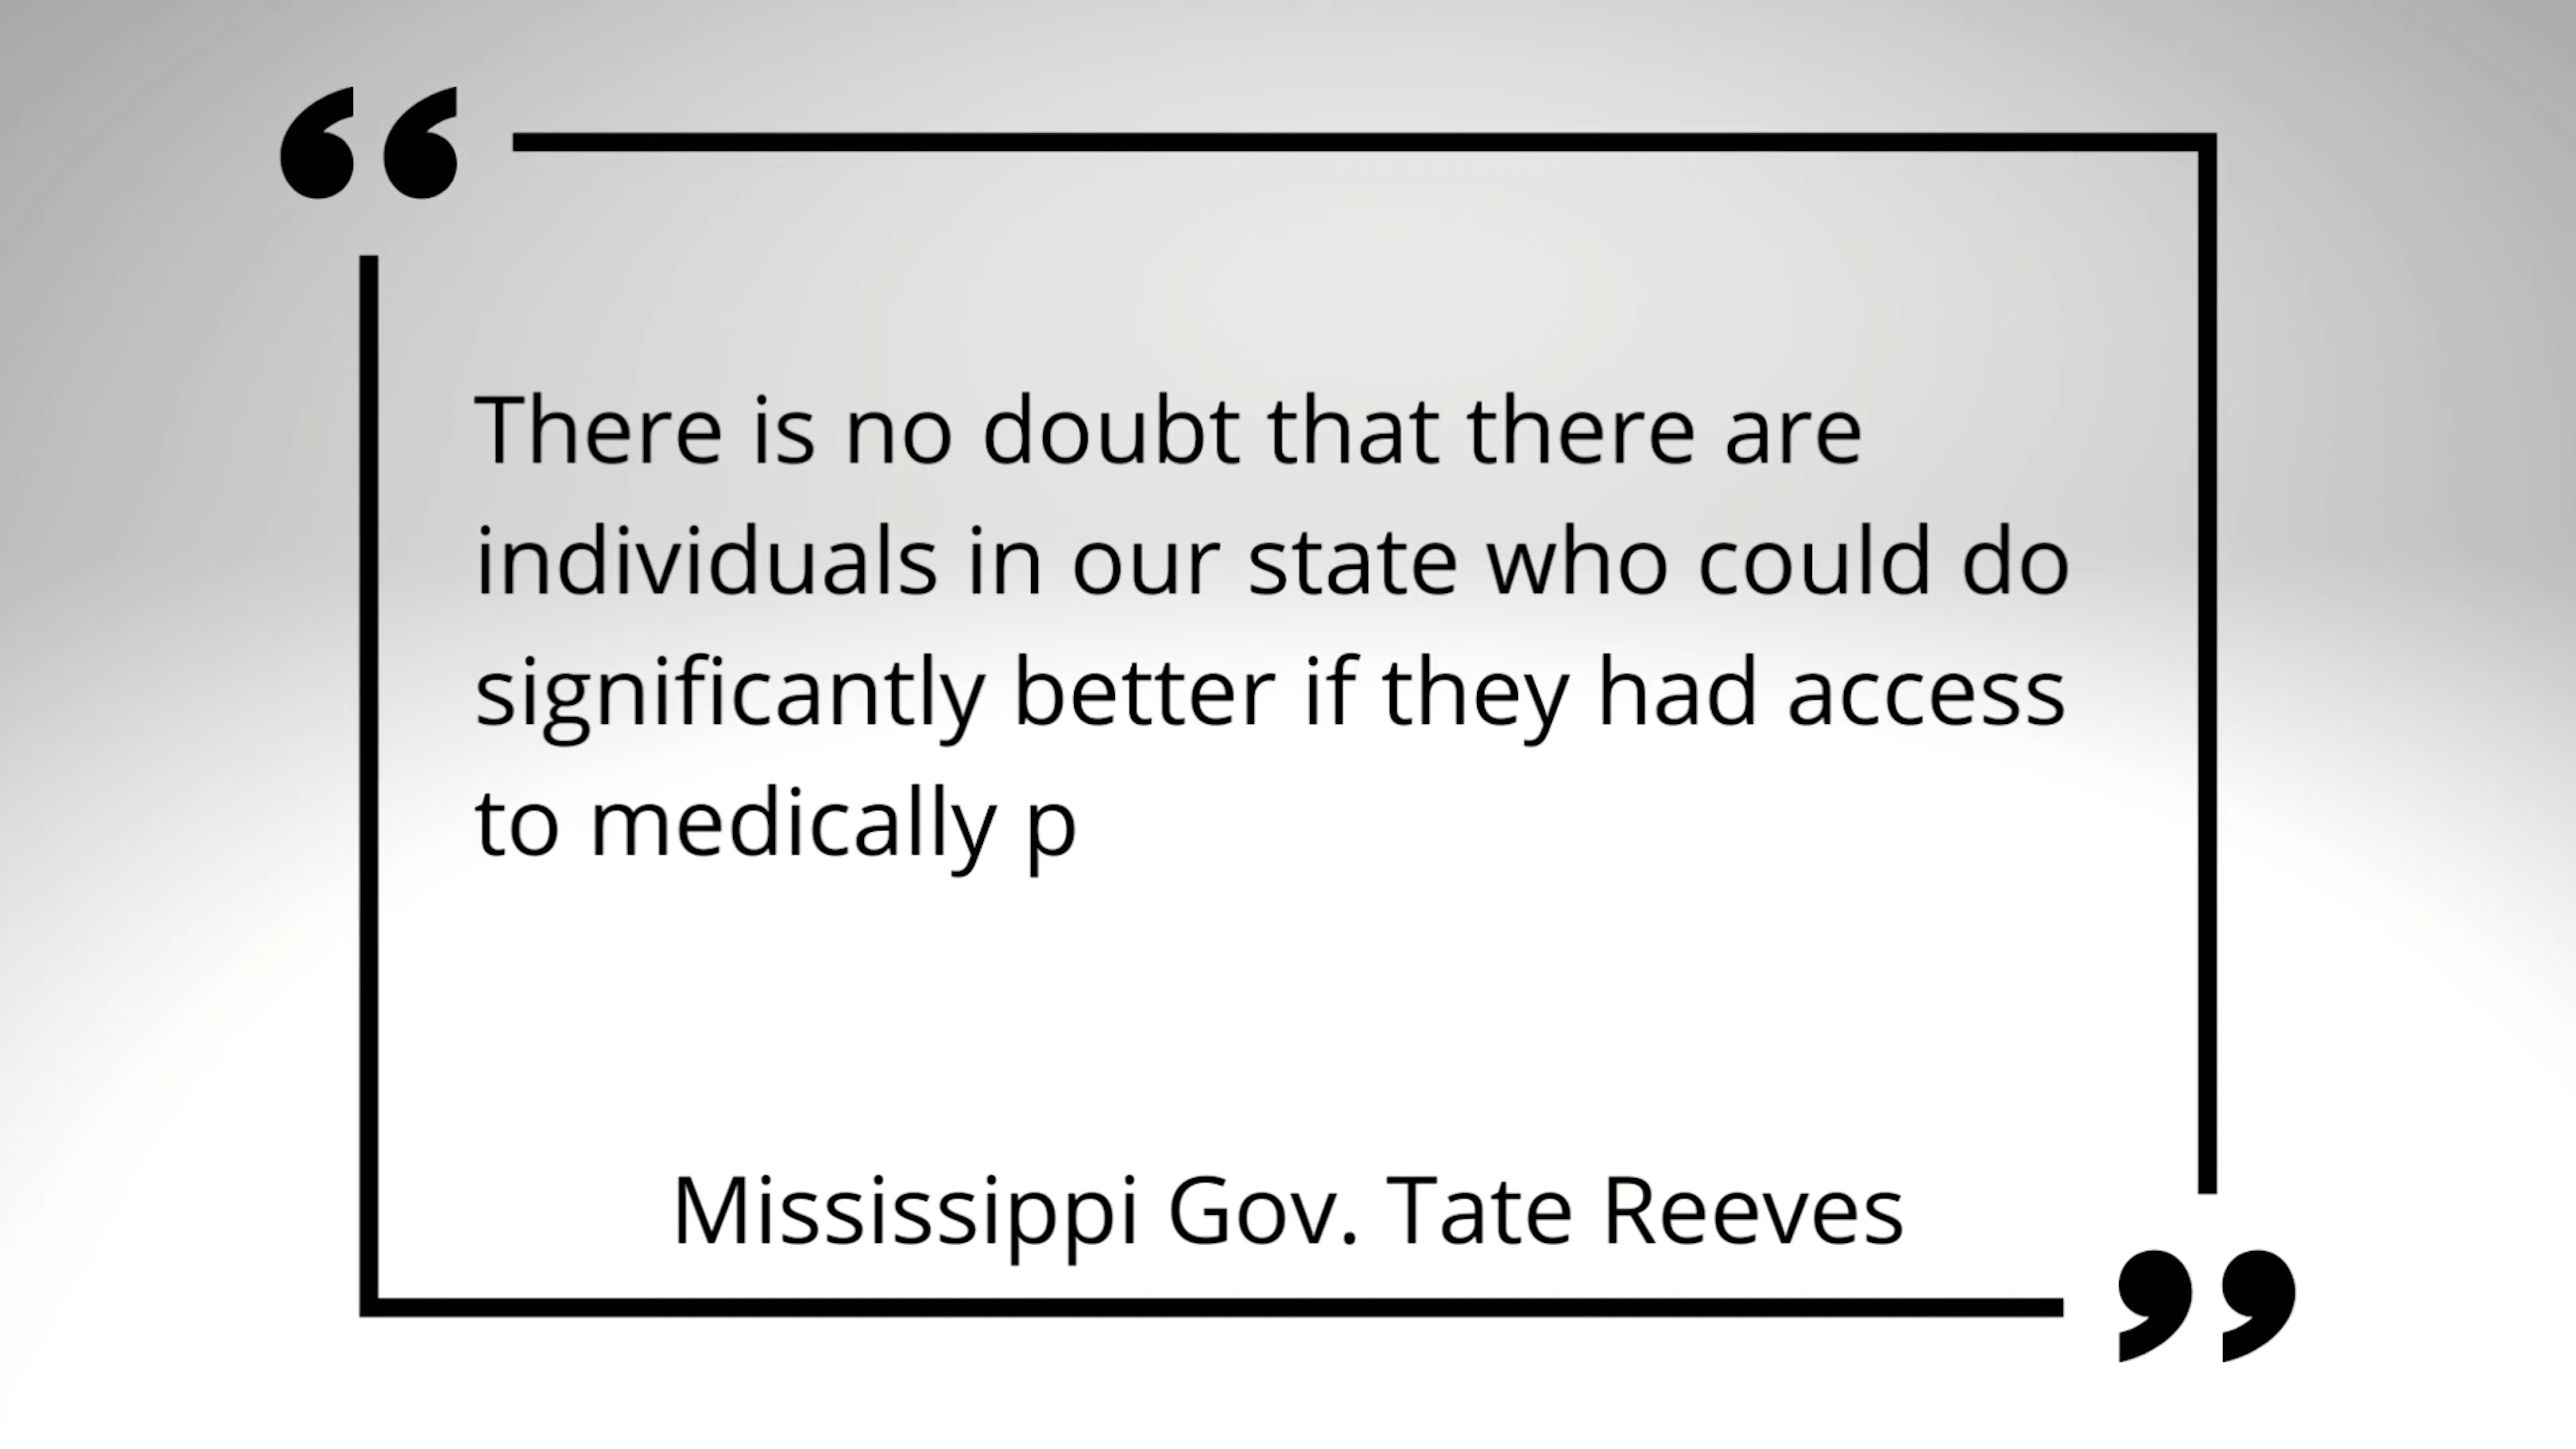 “
There is no doubt that there are
individuals in our state who could do
significantly better if they had access
to medically p
Mississippi Gov. Tate Reeves
”